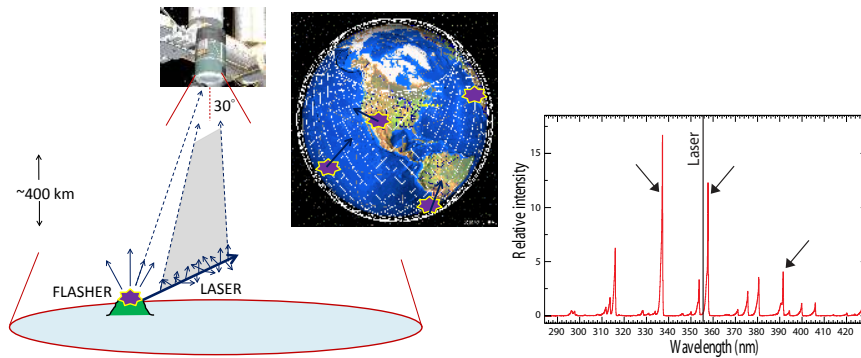 30°
~400 km
FLASHER
LASER
Relative intensity
15
10
5
0
Laser
290 300 310 320 330 340 350 360 370 380 390 400 410 420
Wavelength (nm)